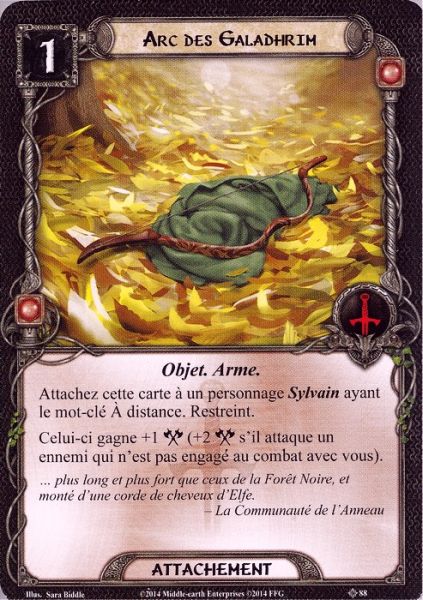 1
ARC DES GALADHRIM
Objet. Arme.
Attachez cette carte à un personnage Sylvain ayant
le mot-clé À distance. Restreint.
Celui-ci gagne +1 (+2 s'il attaque un
ennemi qui n'est pas engagé au combat avec vous).
... plus long et plus fort que ceux de la Forêt Noire, et
monté d'une corde de cheveux d'Elfe.
– La Communauté de l'Anneau
ATTACHEMENT
Illus. Sara Biddle
©2014 Middle-earth Enterprises ©2014 FFG
88